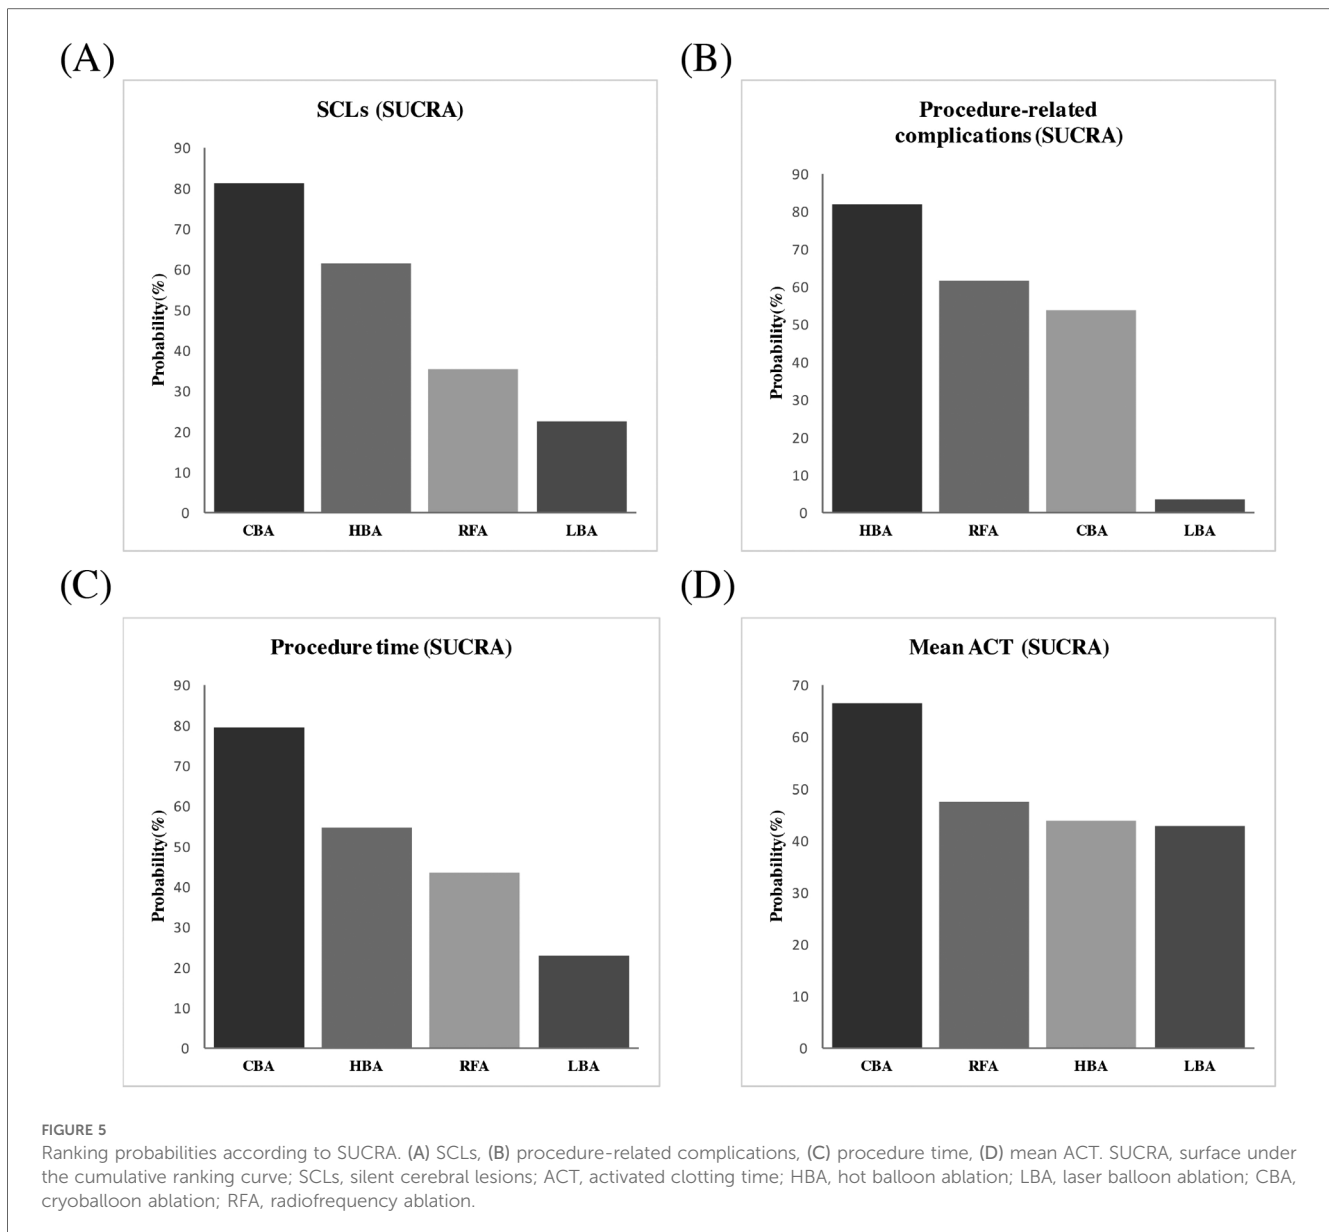 (A)
SCLs (SUCRA)
Probability(%)
90
80
70
60
50
40
30
20
10
0
CBA HBA RFA LBA
(B)
Procedure-related
complications (SUCRA)
Probability(%)
90
80
70
60
50
40
30
20
10
0
HBA RFA CBA LBA
(C)
Procedure time (SUCRA)
Probability(%)
90
80
70
60
50
40
30
20
10
0
CBA HBA RFA LBA
(D)
Mean ACT (SUCRA)
Probability(%)
70
60
50
40
30
20
10
0
CBA RFA HBA LBA
FIGURE 5
Ranking probabilities according to SUCRA. (A) SCLs, (B) procedure-related complications, (C) procedure time, (D) mean ACT. SUCRA, surface under
the cumulative ranking curve; SCLs, silent cerebral lesions; ACT, activated clotting time; HBA, hot balloon ablation; LBA, laser balloon ablation; CBA,
cryoballoon ablation; RFA, radiofrequency ablation.